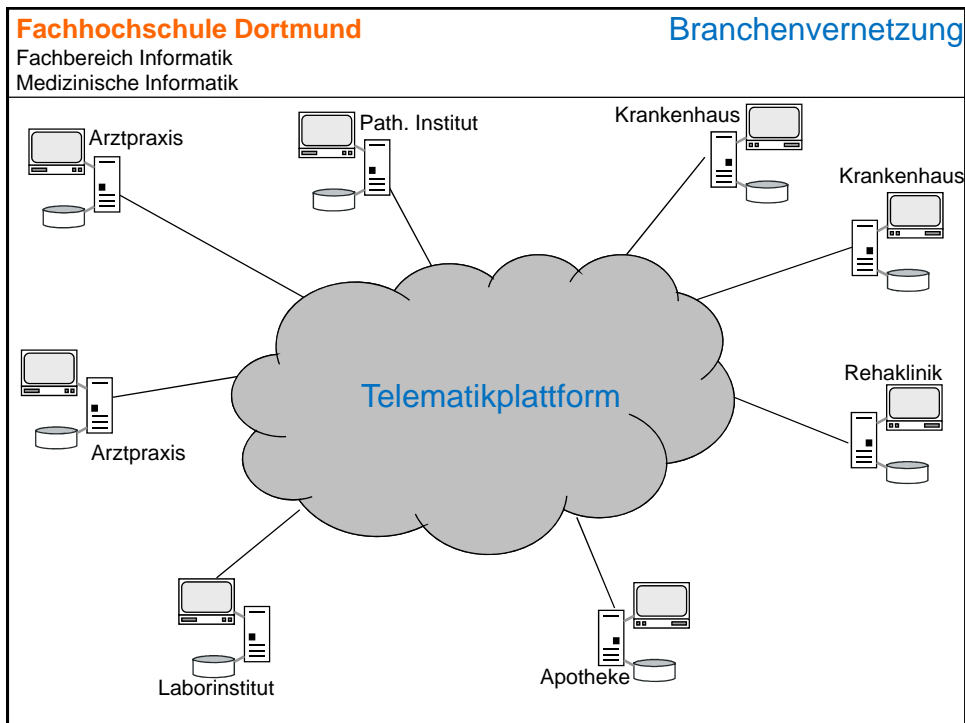 Fachhochschule Dortmund
Branchenvernetzung
Fachbereich Informatik
Medizinische Informatik
Arztpraxis
Path. Institut
Krankenhaus
Krankenhaus
Rehaklinik
Telematikplattform
Arztpraxis
Laborinstitut
Apotheke